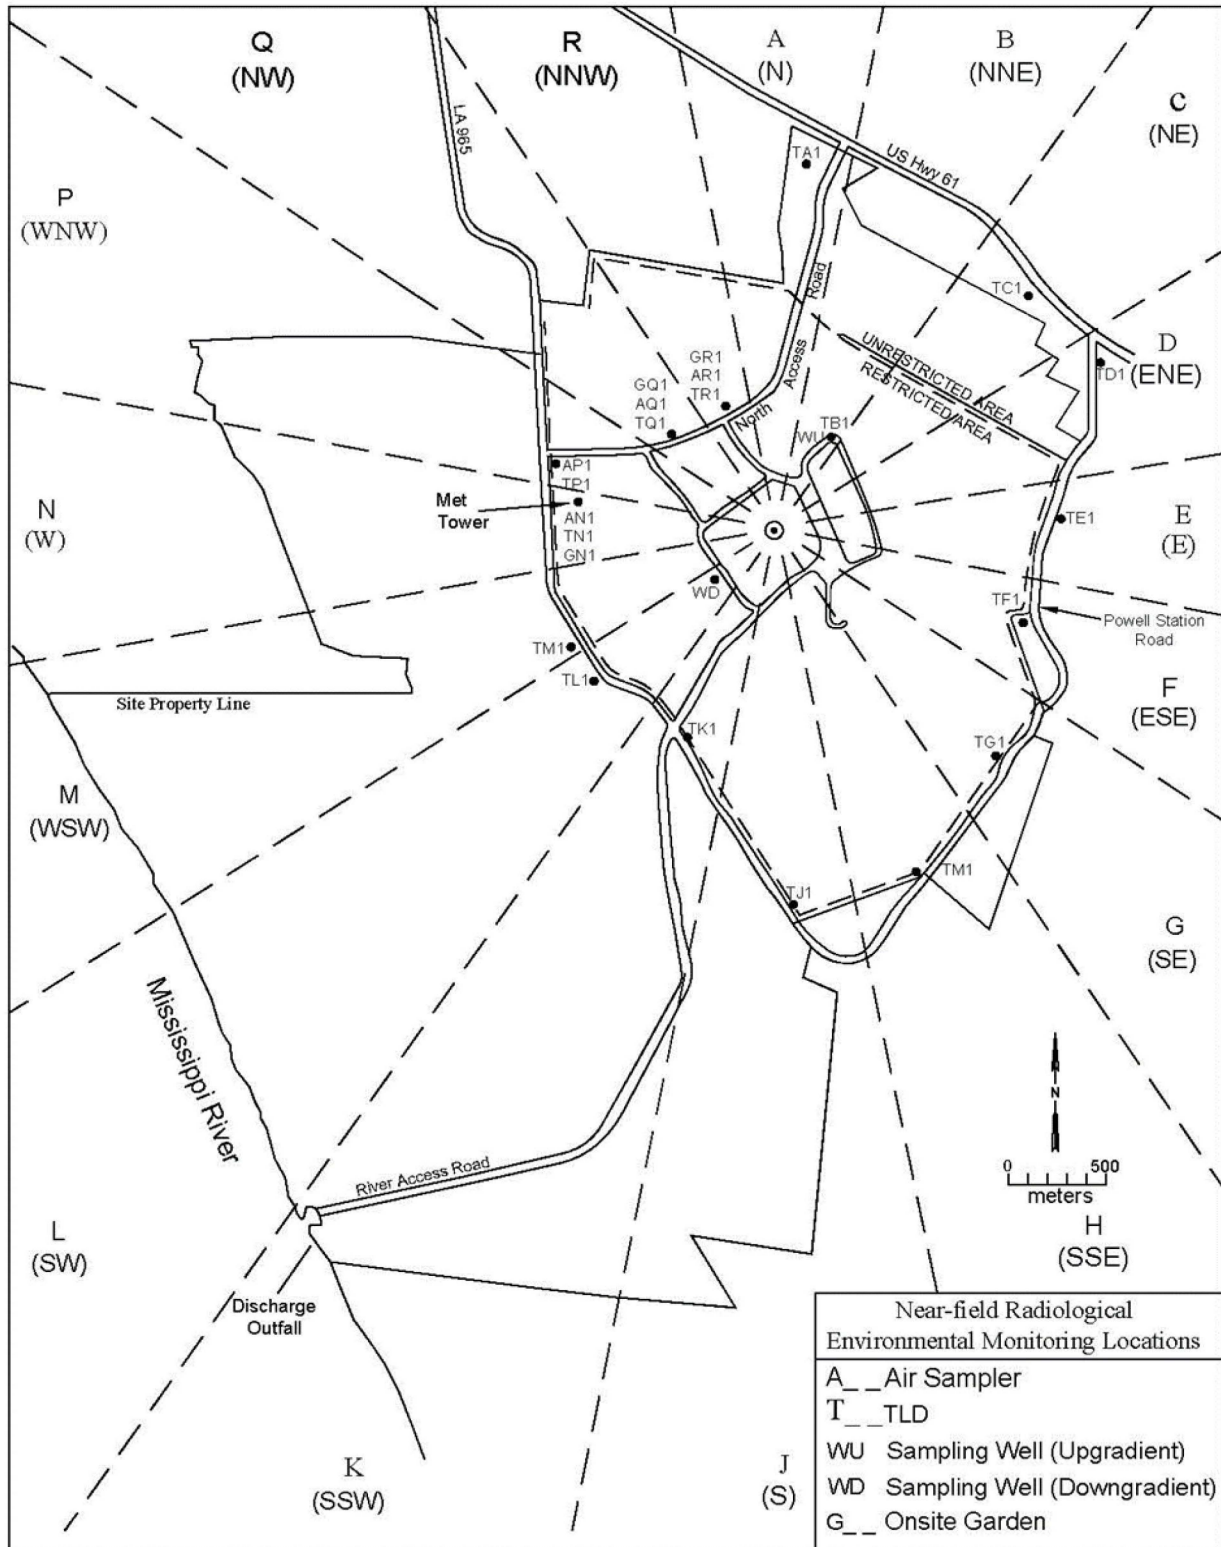 Q
(NW)
R
(NNW)
A
(N)
B
(NNE)
C
(NE)
P
(WNW)
LA 965
US Hwy 61
TA1
TC1
D
(ENE)
TD1
North
Access
Road
UNRESTRICTED AREA
RESTRICTED AREA
GR1
AR1
TR1
GQ1
AQ1
TQ1
TB1
WU
AP1
TP1
Met
Tower
AN1
TN1
GN1
N
(W)
E
(E)
TE1
WD
TF1
Powell Station
Road
TM1
TL1
Site Property Line
F
(ESE)
TK1
TG1
M
(WSW)
TM1
TJ1
G
(SE)
Mississippi River
N
0 500
meters
River Access Road
H
(SSE)
L
(SW)
Discharge
Outfall
K
(SSW)
J
(S)
Near-field Radiological
Environmental Monitoring Locations
A_ _ Air Sampler
T_ _ TLD
WU Sampling Well (Upgradient)
WD Sampling Well (Downgradient)
G_ _ Onsite Garden